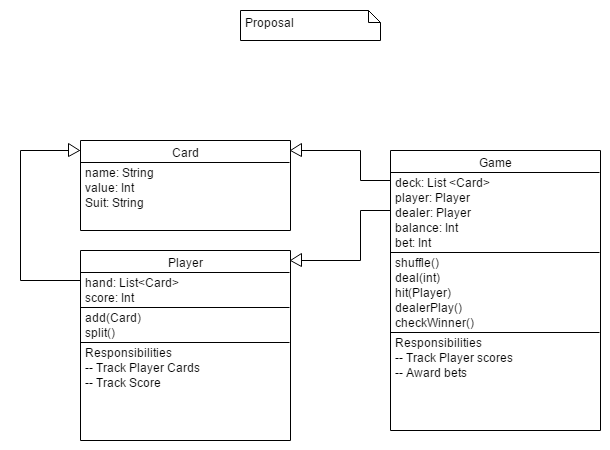 Proposal
Card
name: String
value: Int
Suit: String
Player
hand: List<Card>
score: Int
add(Card)
split()
Responsibilities
-- Track Player Cards
-- Track Score
Game
deck: List <Card>
player: Player
dealer: Player
balance: Int
bet: Int
shuffle()
deal(int)
hit(Player)
dealerPlay()
checkWinner()
Responsibilities
-- Track Player scores
-- Award bets